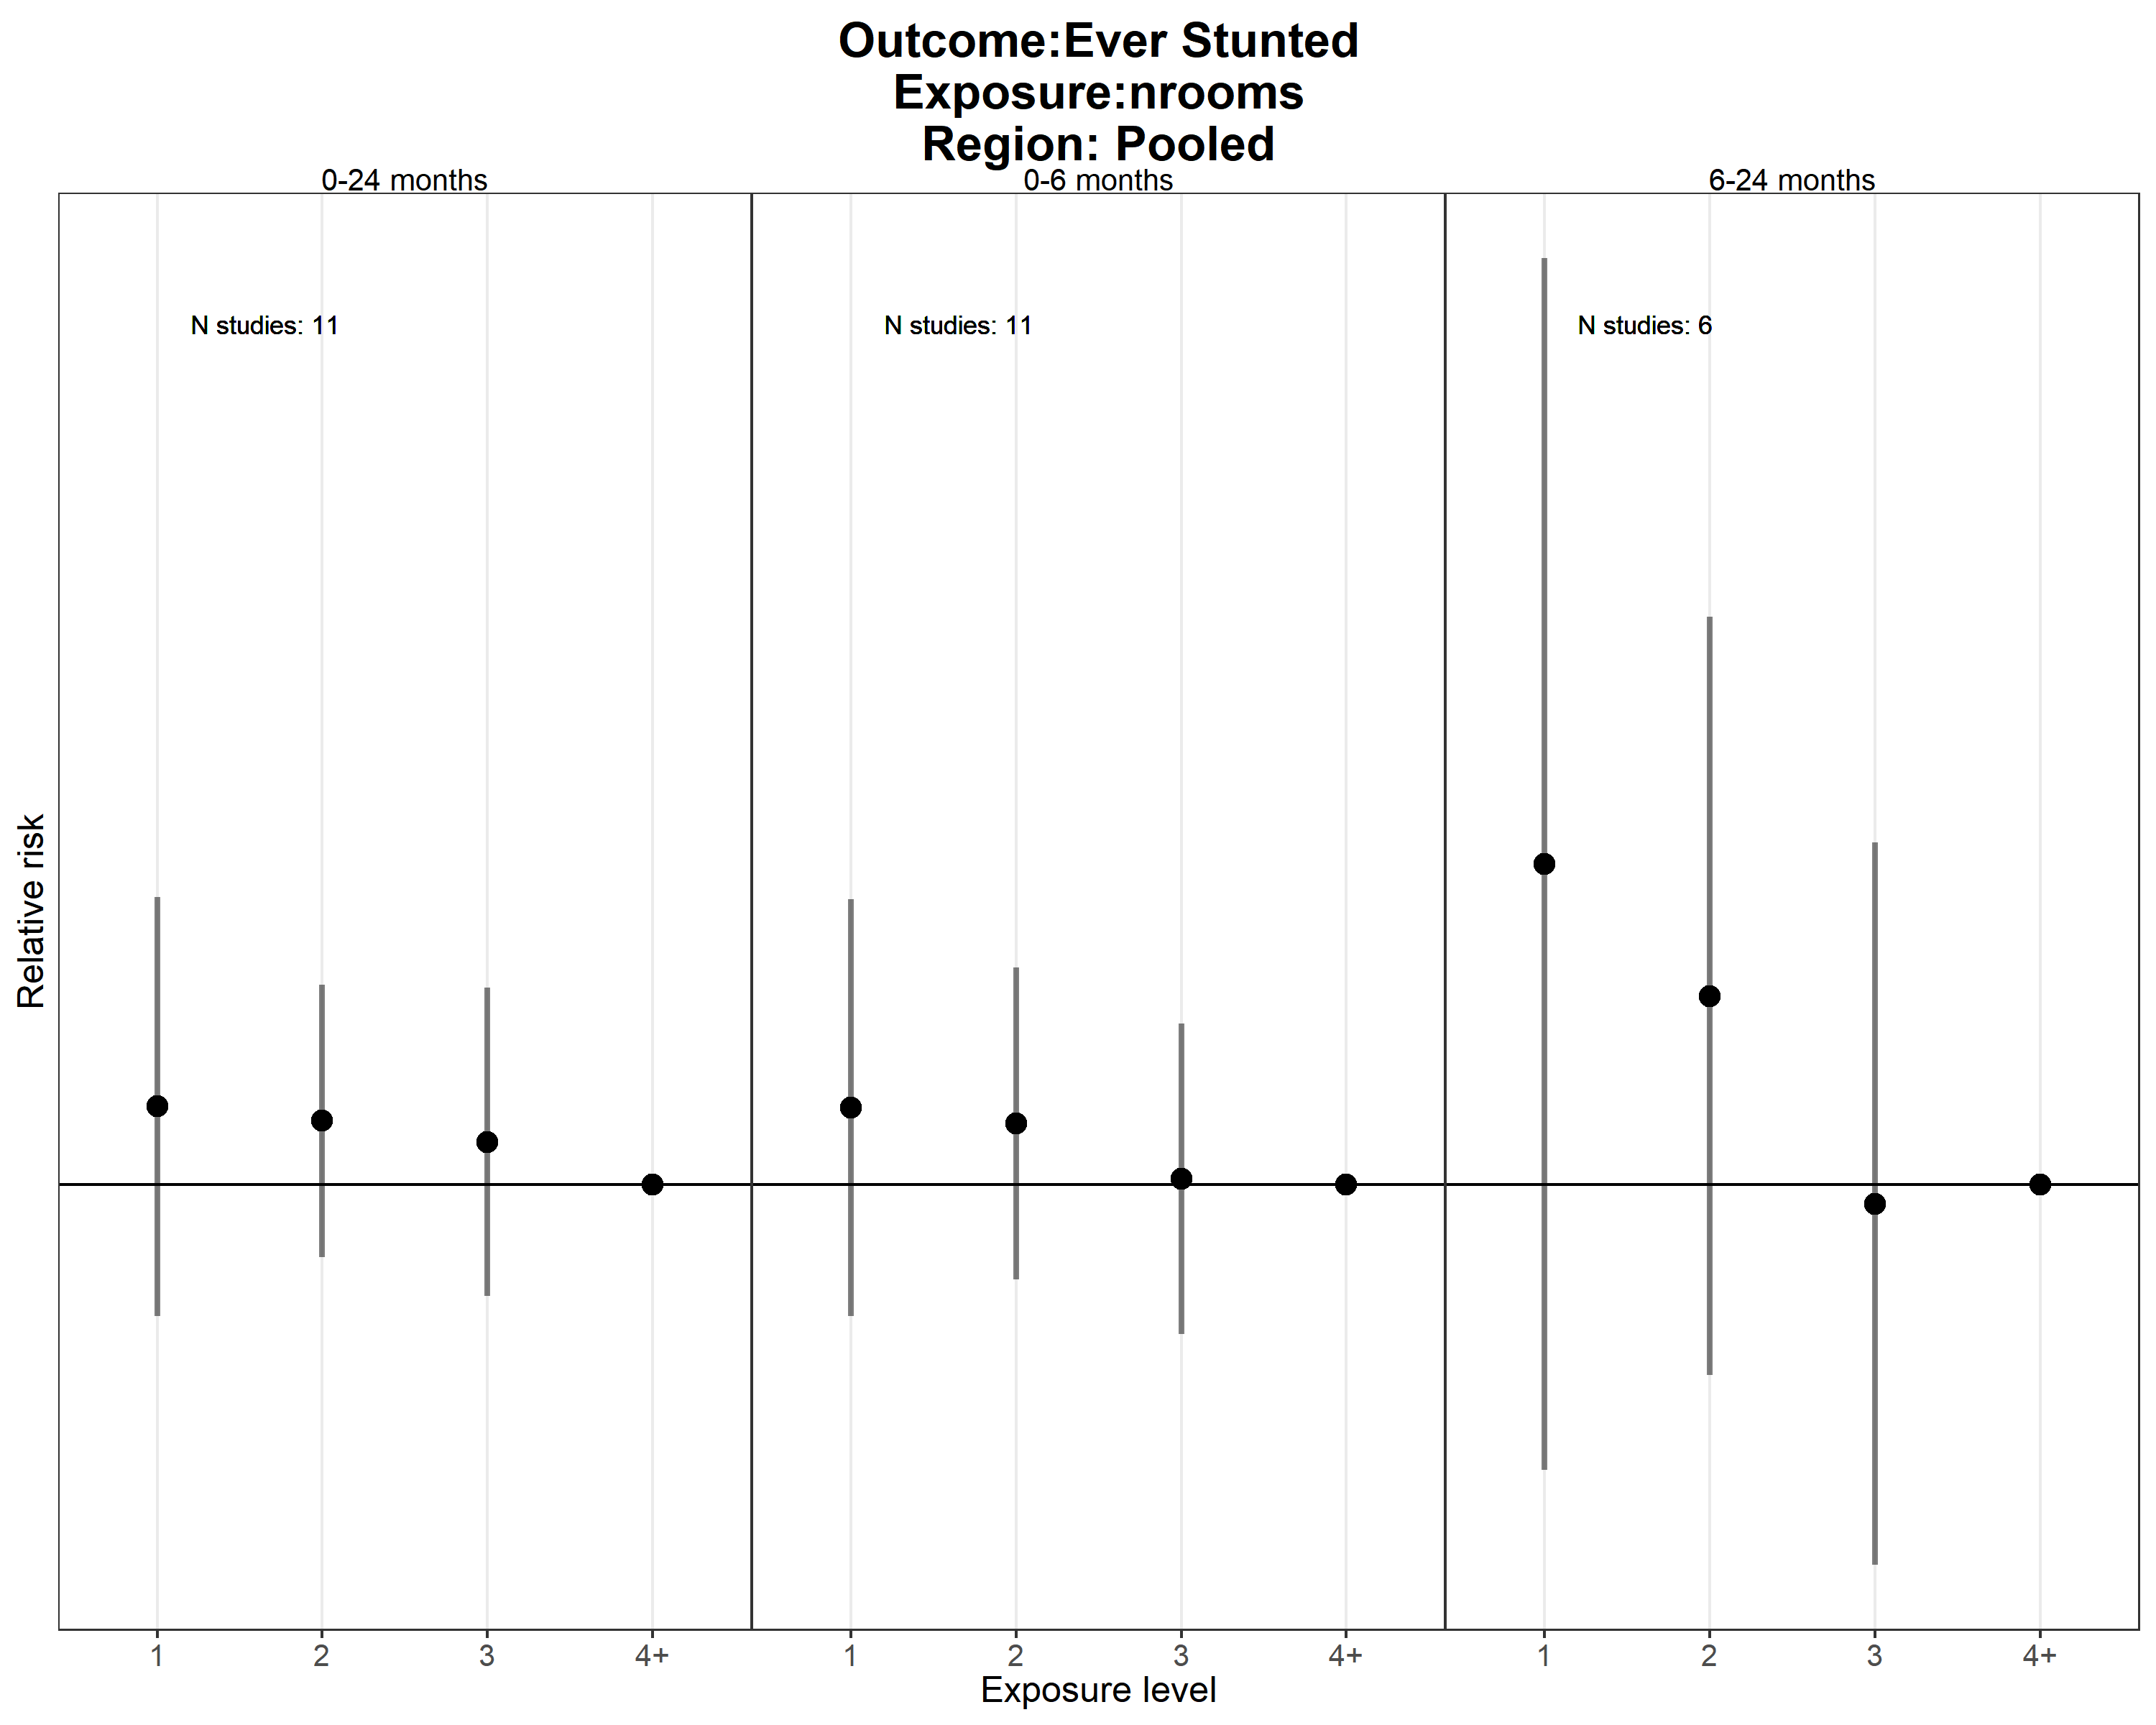 Outcome:Ever Stunted
Exposure:nrooms
Region: Pooled
0-24 months
0-6 months
6-24 months
N studies: 11
N studies: 11
N studies: 6
Relative risk
1 2 3 4+
1 2 3 4+
1 2 3 4+
Exposure level